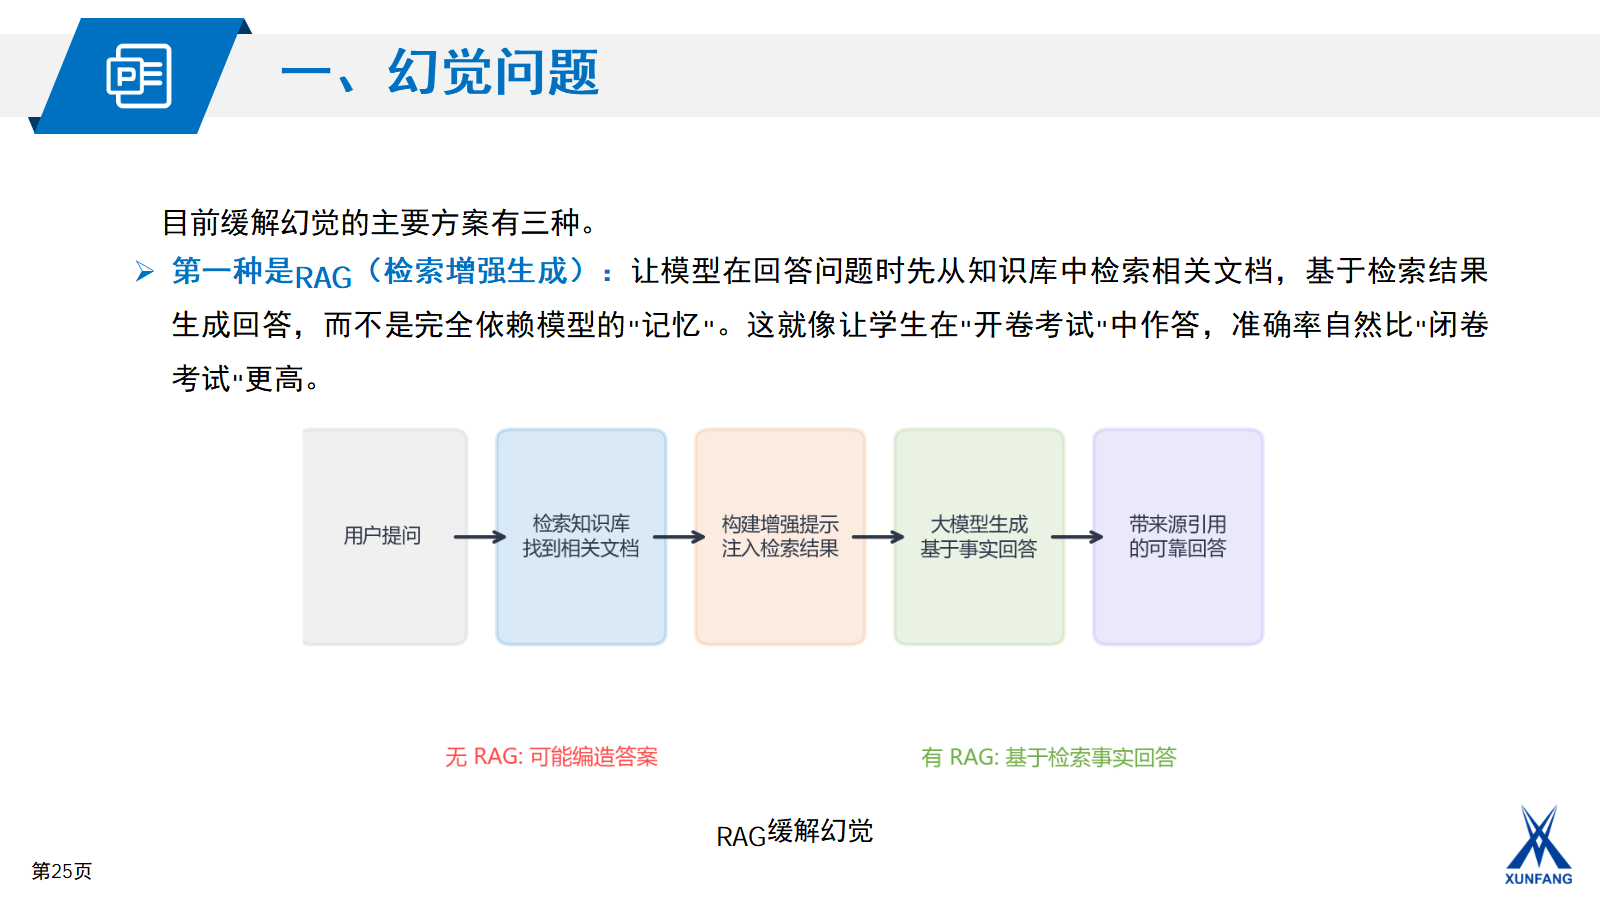 一、幻觉问题
目前缓解幻觉的主要方案有三种。
➢ 第一种是RAG（检索增强生成）：让模型在回答问题时先从知识库中检索相关文档，基于检索结果
生成回答，而不是完全依赖模型的"记忆"。这就像让学生在"开卷考试"中作答，准确率自然比"闭卷
考试"更高。
用户提问
检索知识库
找到相关文档
构建增强提示
注入检索结果
大模型生成
基于事实回答
带来源引用
的可靠回答
无 RAG: 可能编造答案
有 RAG: 基于检索事实回答
RAG缓解幻觉
第25页
XUNFANG